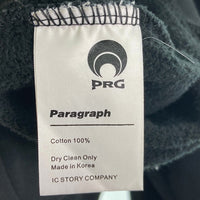 PRG
Paragraph
Cotton 100%
Dry Clean Only
Made in Korea
IC STORY COMPANY